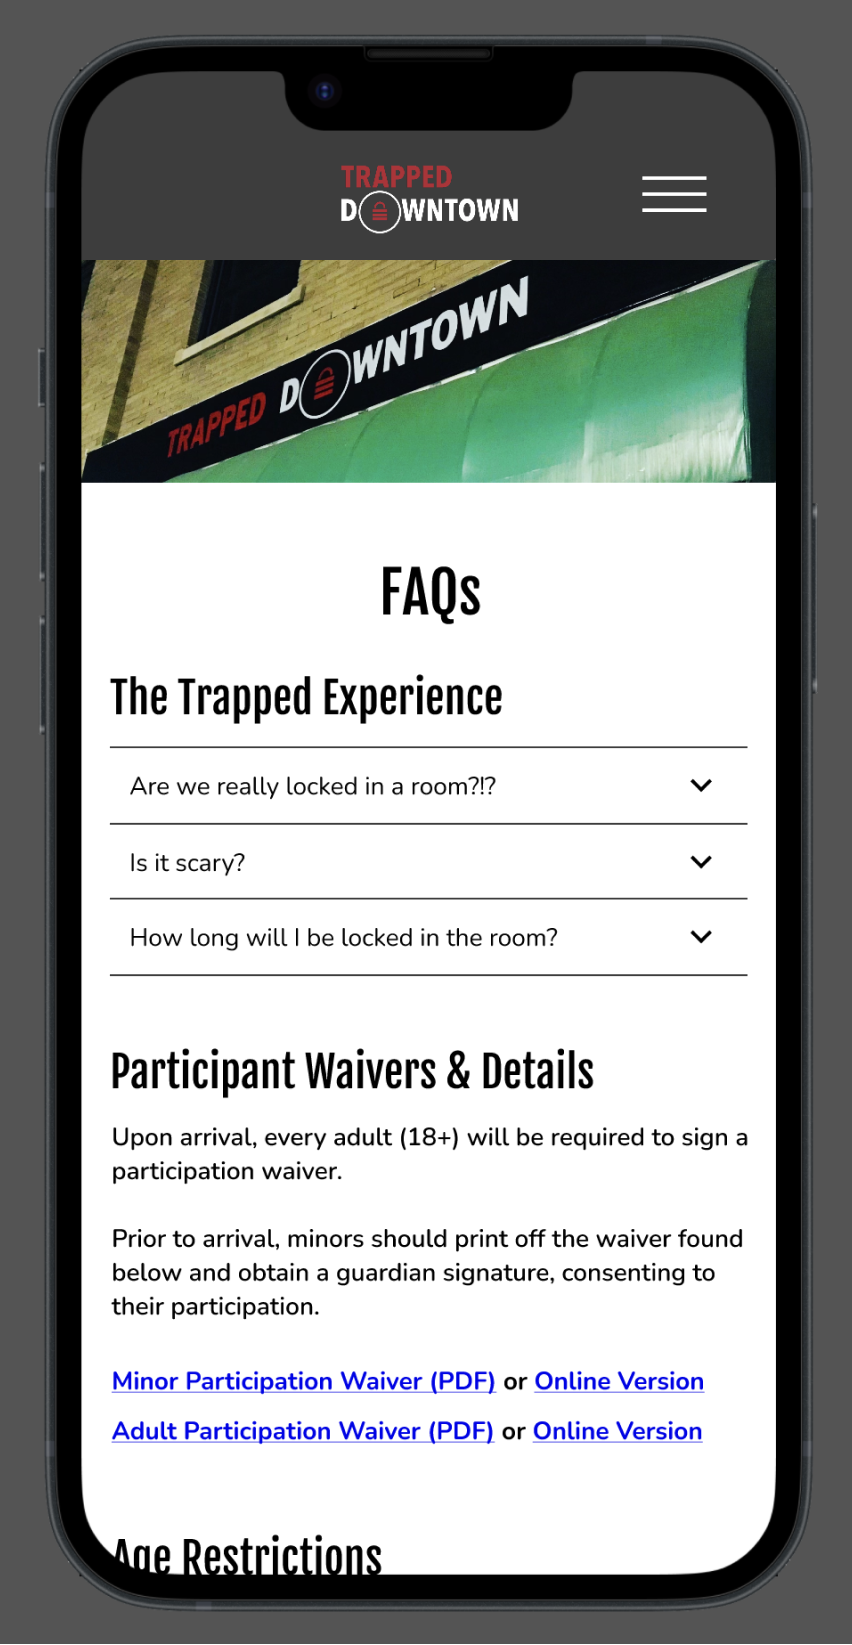 TRAPPED
DOWNTOWN
TRAPPED DOWNTOWN
FAQs
The Trapped Experience
Are we really locked in a room?!?
Is it scary?
How long will I be locked in the room?
Participant Waivers & Details
Upon arrival, every adult (18+) will be required to sign a
participation waiver.
Prior to arrival, minors should print off the waiver found
below and obtain a guardian signature, consenting to
their participation.
Minor Participation Waiver (PDF) or Online Version
Adult Participation Waiver (PDF) or Online Version
Age Restrictions